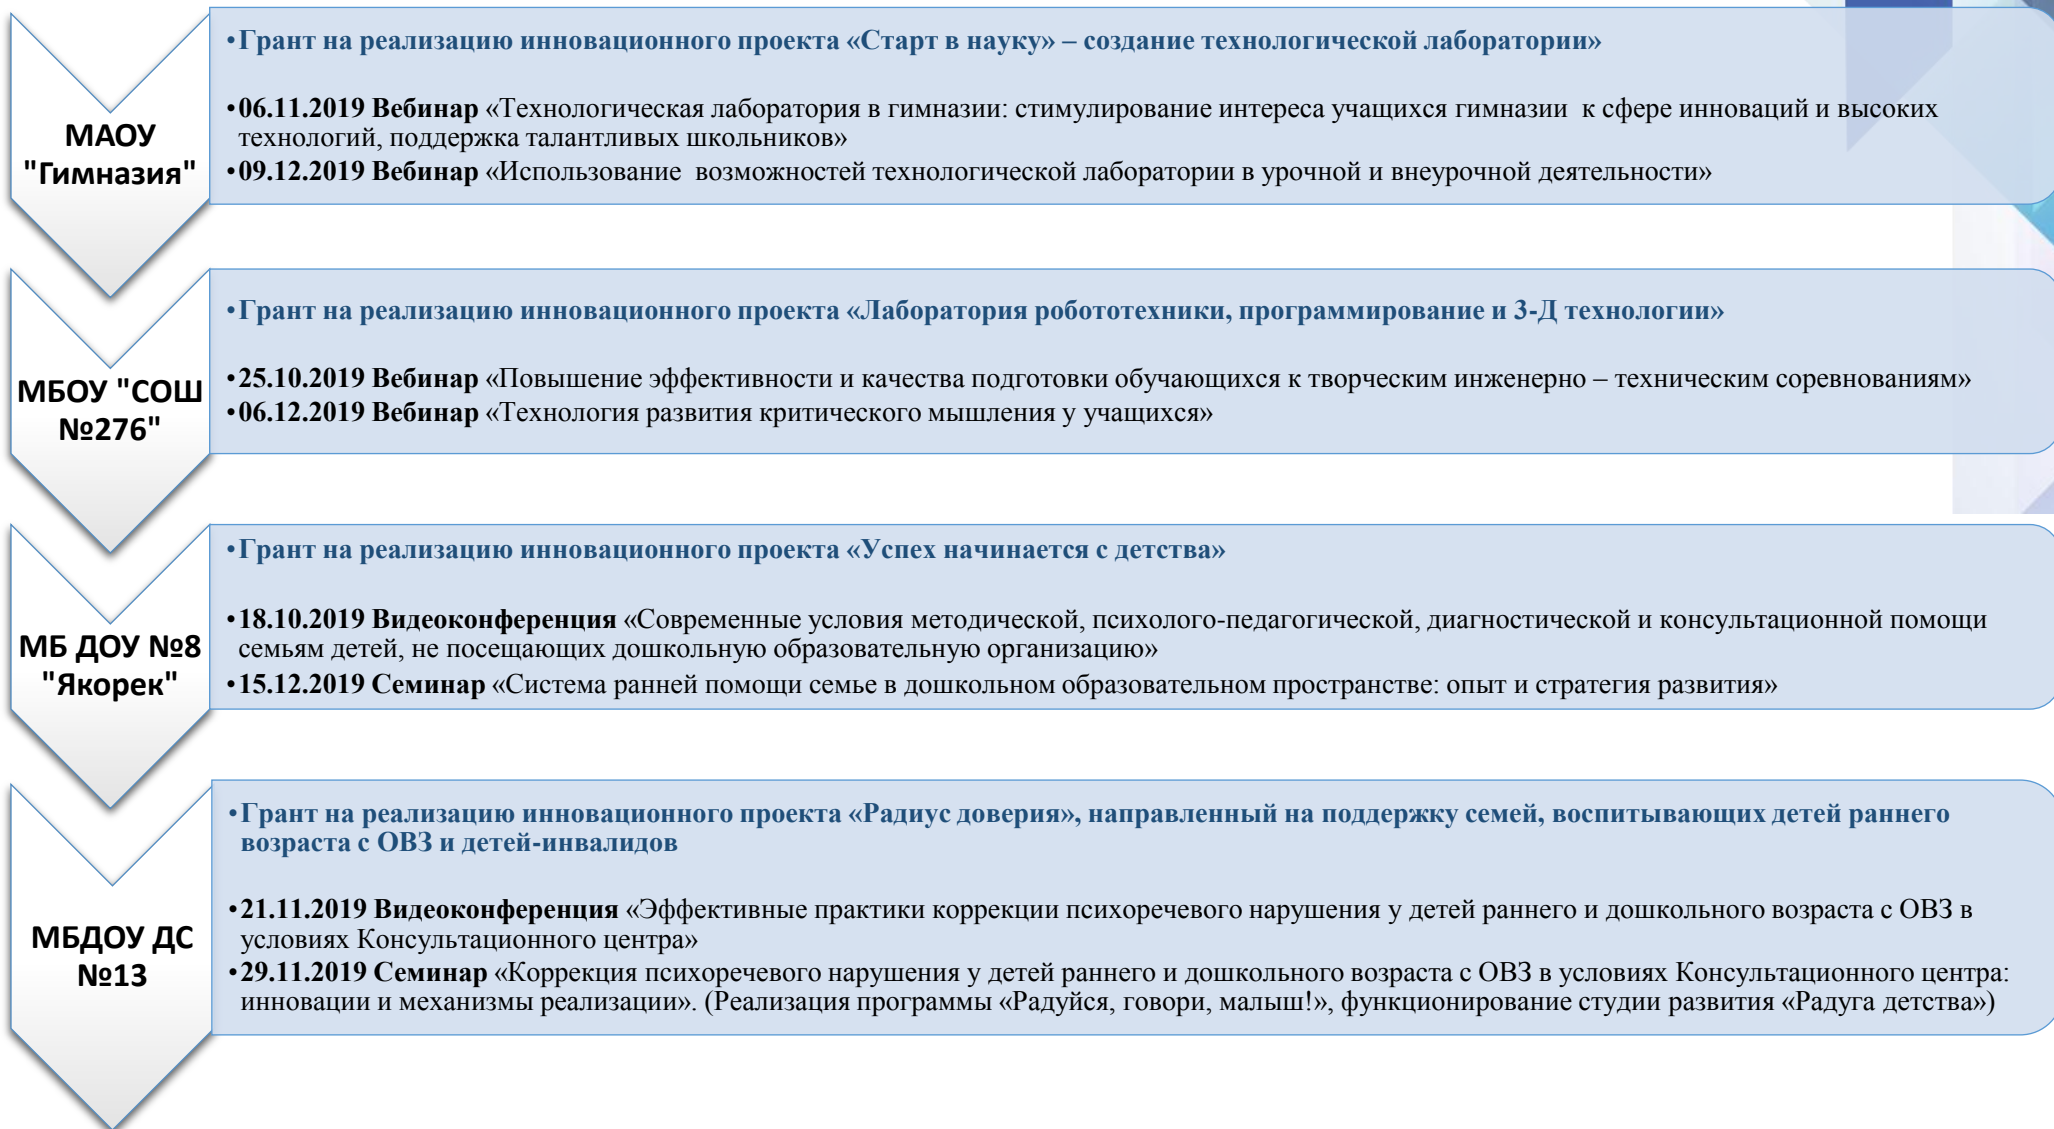 МАОУ
"Гимназия"
•Грант на реализацию инновационного проекта «Старт в науку» – создание технологической лаборатории»
•06.11.2019 Вебинар «Технологическая лаборатория в гимназии: стимулирование интереса учащихся гимназии к сфере инноваций и высоких
технологий, поддержка талантливых школьников»
•09.12.2019 Вебинар «Использование возможностей технологической лаборатории в урочной и внеурочной деятельности»
МБОУ "СОШ
№276"
•Грант на реализацию инновационного проекта «Лаборатория робототехники, программирование и 3-Д технологии»
•25.10.2019 Вебинар «Повышение эффективности и качества подготовки обучающихся к творческим инженерно – техническим соревнованиям»
•06.12.2019 Вебинар «Технология развития критического мышления у учащихся»
МБ ДОУ №8
"Якорек"
•Грант на реализацию инновационного проекта «Успех начинается с детства»
•18.10.2019 Видеоконференция «Современные условия методической, психолого-педагогической, диагностической и консультационной помощи
семьям детей, не посещающих дошкольную образовательную организацию»
•15.12.2019 Семинар «Система ранней помощи семье в дошкольном образовательном пространстве: опыт и стратегия развития»
МБДОУ ДС
№13
•Грант на реализацию инновационного проекта «Радиус доверия», направленный на поддержку семей, воспитывающих детей раннего
возраста с ОВЗ и детей-инвалидов
•21.11.2019 Видеоконференция «Эффективные практики коррекции психоречевого нарушения у детей раннего и дошкольного возраста с ОВЗ в
условиях Консультационного центра»
•29.11.2019 Семинар «Коррекция психоречевого нарушения у детей раннего и дошкольного возраста с ОВЗ в условиях Консультационного центра:
инновации и механизмы реализации». (Реализация программы «Радуйся, говори, малыш!», функционирование студии развития «Радуга детства»)